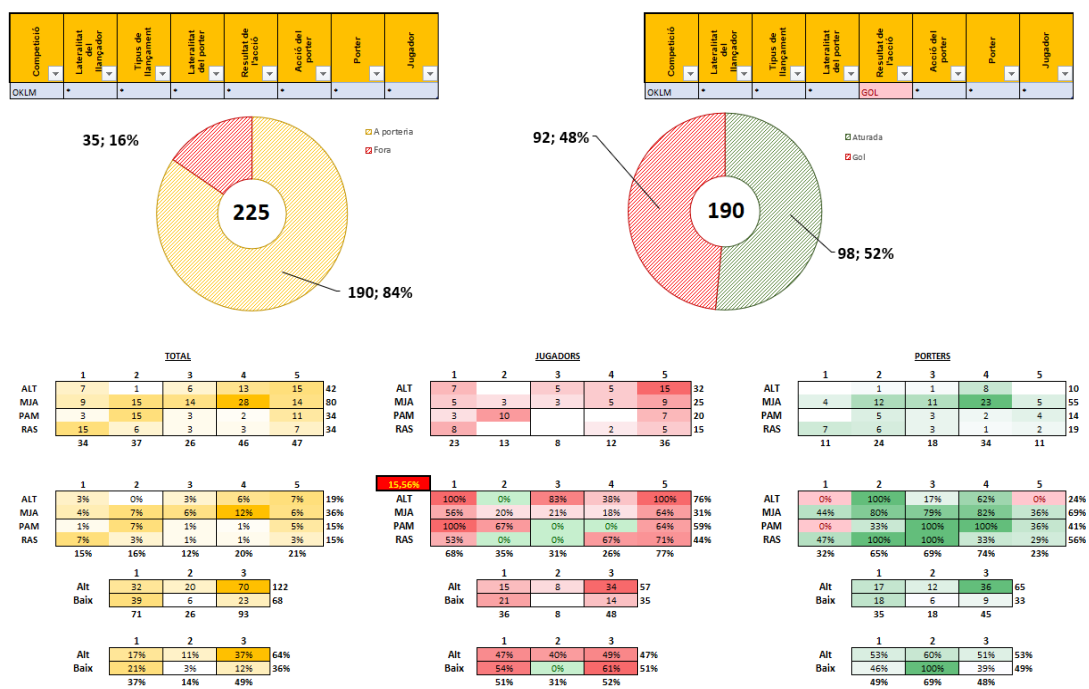 Competició Lateralitat del llançador Tipus de llançament Lateralitat del porter Resultat de l'acció Acció del porter Porter Jugador
OKLM * * * * * * *
Competició Lateralitat del llançador Tipus de llançament Lateralitat del porter Resultat de l'acció Acció del porter Porter Jugador
OKLM * * * GOL * * *
35; 16%
A porteria
Fora
225
190; 84%
92; 48%
Aturada
Gol
190
98; 52%
TOTAL
1 2 3 4 5
ALT 7 1 6 13 15 42
MJA 9 15 14 28 14 80
PAM 3 15 3 2 11 34
RAS 15 6 3 3 7 34
34 37 26 46 47
JUGADORS
1 2 3 4 5
ALT 7 5 5 15 32
MJA 5 3 3 5 9 25
PAM 3 10 7 20
RAS 8 2 5 15
23 13 8 12 36
PORTERS
1 2 3 4 5
ALT 1 1 8 10
MJA 4 12 11 23 5 55
PAM 5 3 2 4 14
RAS 7 6 3 1 2 19
11 24 18 34 11
1 2 3 4 5
ALT 3% 0% 3% 6% 7% 19%
MJA 4% 7% 6% 12% 6% 36%
PAM 1% 7% 1% 1% 5% 15%
RAS 7% 3% 1% 1% 3% 15%
15% 16% 12% 20% 21%
15,56% 1 2 3 4 5
ALT 100% 0% 83% 38% 100% 76%
MJA 56% 20% 21% 18% 64% 31%
PAM 100% 67% 0% 0% 64% 59%
RAS 53% 0% 0% 67% 71% 44%
68% 35% 31% 26% 77%
1 2 3 4 5
ALT 0% 100% 17% 62% 0% 24%
MJA 44% 80% 79% 82% 36% 69%
PAM 0% 33% 100% 100% 36% 41%
RAS 47% 100% 100% 33% 29% 56%
32% 65% 69% 74% 23%
1 2 3
Alt 32 20 70 122
Baix 39 6 23 68
71 26 93
1 2 3
Alt 15 8 34 57
Baix 21 14 35
36 8 48
1 2 3
Alt 17 12 36 65
Baix 18 6 9 33
35 18 45
1 2 3
Alt 17% 11% 37% 64%
Baix 21% 3% 12% 36%
37% 14% 49%
1 2 3
Alt 47% 40% 49% 47%
Baix 54% 0% 61% 51%
51% 31% 52%
1 2 3
Alt 53% 60% 51% 53%
Baix 46% 100% 39% 49%
49% 69% 48%